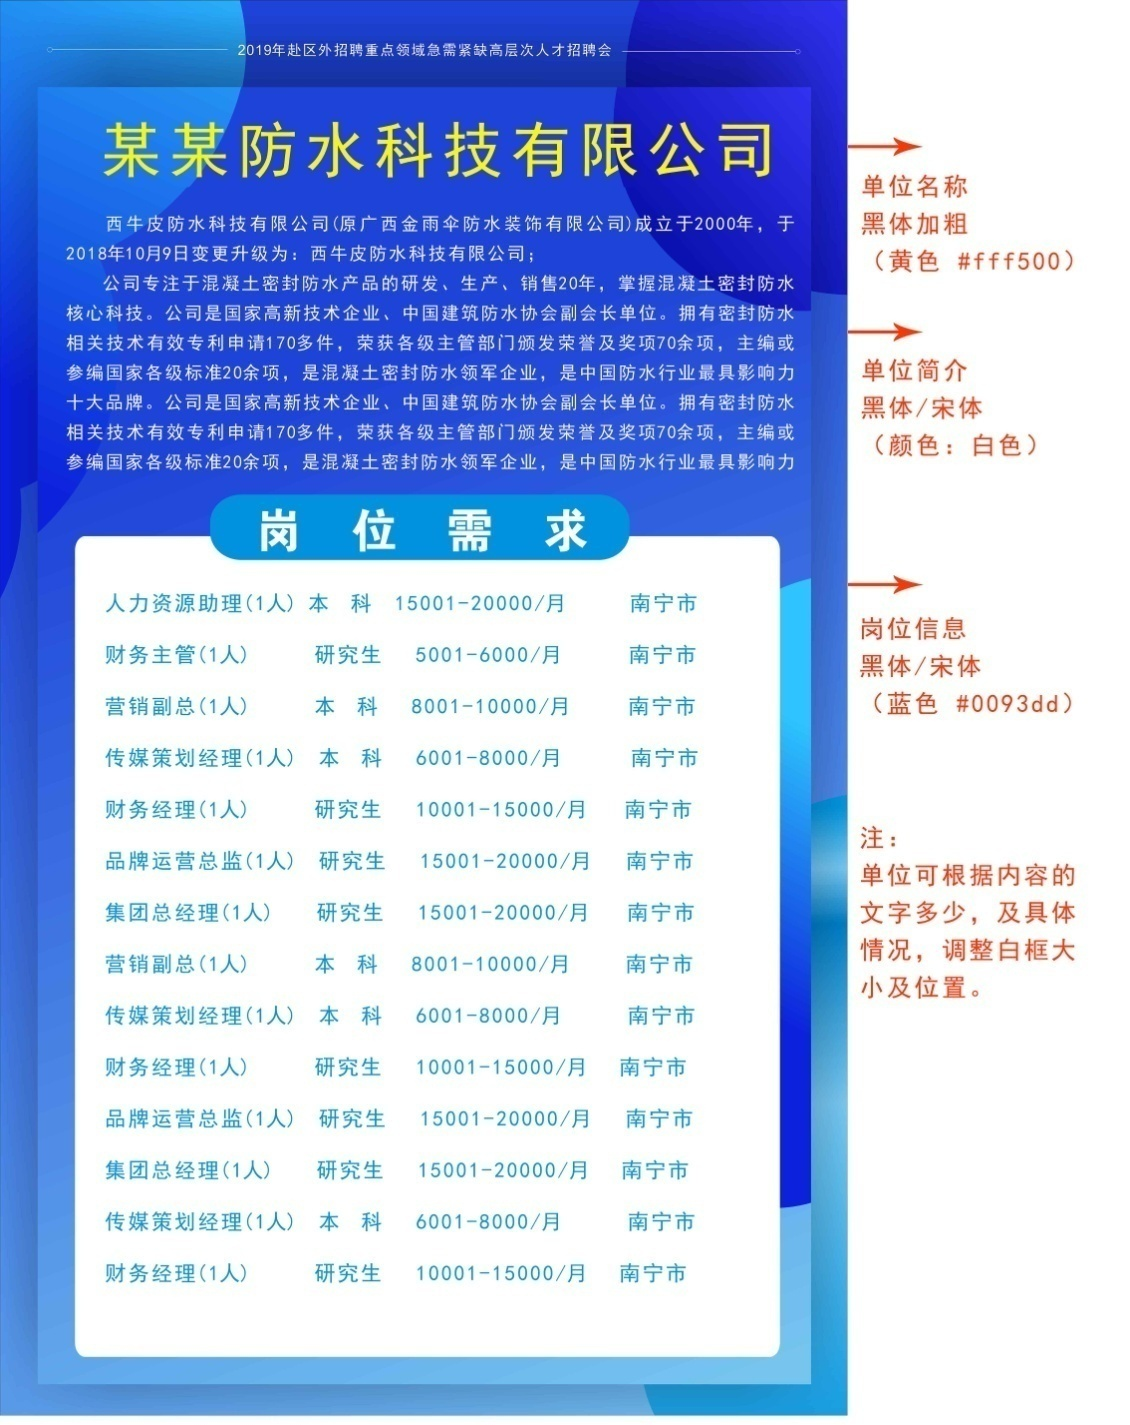 2019年赴区外招聘重点领域急需紧缺高层次人才招聘会
某某防水科技有限公司
西牛皮防水科技有限公司(原广西金雨伞防水装饰有限公司)成立于2000年，于
2018年10月9日变更升级为：西牛皮防水科技有限公司；
公司专注于混凝土密封防水产品的研发、生产、销售20年，掌握混凝土密封防水
核心科技。公司是国家高新技术企业、中国建筑防水协会副会长单位。拥有密封防水
相关技术有效专利申请170多件，荣获各级主管部门颁发荣誉及奖项70余项，主编或
参编国家各级标准20余项，是混凝土密封防水领军企业，是中国防水行业最具影响力
十大品牌。公司是国家高新技术企业、中国建筑防水协会副会长单位。拥有密封防水
相关技术有效专利申请170多件，荣获各级主管部门颁发荣誉及奖项70余项，主编或
参编国家各级标准20余项，是混凝土密封防水领军企业，是中国防水行业最具影响力
岗 位 需 求
人力资源助理(1人) 本 科 15001-20000/月 南宁市
财务主管(1人) 研究生 5001-6000/月 南宁市
营销副总(1人) 本 科 8001-10000/月 南宁市
传媒策划经理(1人) 本 科 6001-8000/月 南宁市
财务经理(1人) 研究生 10001-15000/月 南宁市
品牌运营总监(1人) 研究生 15001-20000/月 南宁市
集团总经理(1人) 研究生 15001-20000/月 南宁市
营销副总(1人) 本 科 8001-10000/月 南宁市
传媒策划经理(1人) 本 科 6001-8000/月 南宁市
财务经理(1人) 研究生 10001-15000/月 南宁市
品牌运营总监(1人) 研究生 15001-20000/月 南宁市
集团总经理(1人) 研究生 15001-20000/月 南宁市
传媒策划经理(1人) 本 科 6001-8000/月 南宁市
财务经理(1人) 研究生 10001-15000/月 南宁市
单位名称
黑体加粗
（黄色 #fff500）
单位简介
黑体/宋体
（颜色：白色）
岗位信息
黑体/宋体
（蓝色 #0093dd）
注：
单位可根据内容的
文字多少，及具体
情况，调整白框大
小及位置。